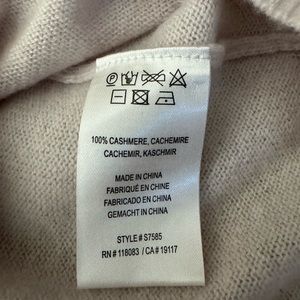 100% CASHMERE, CACHEMIRE
CACHEMIR, KASCHMIR
MADE IN CHINA
FABRIQUÉ EN CHINE
FABRICADO EN CHINA
GEMACHT IN CHINA
STYLE # S7585
RN # 118083 / CA # 19117